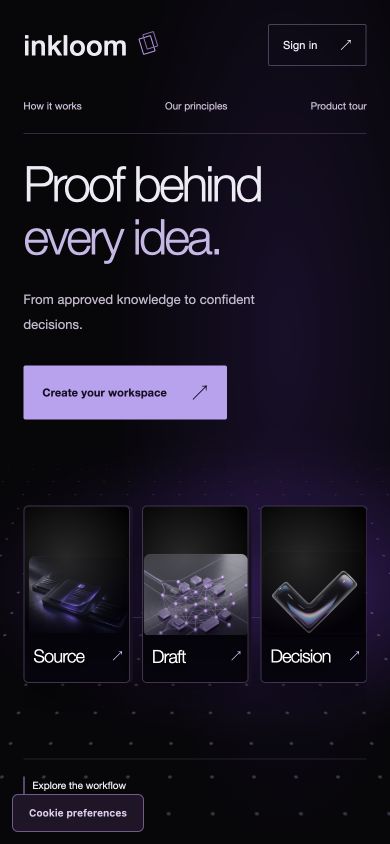 inkloom
Sign in
How it works
Our principles
Product tour
Proof behind
every idea.
From approved knowledge to confident
decisions.
Create your workspace
Source
Draft
Decision
Explore the workflow
Cookie preferences